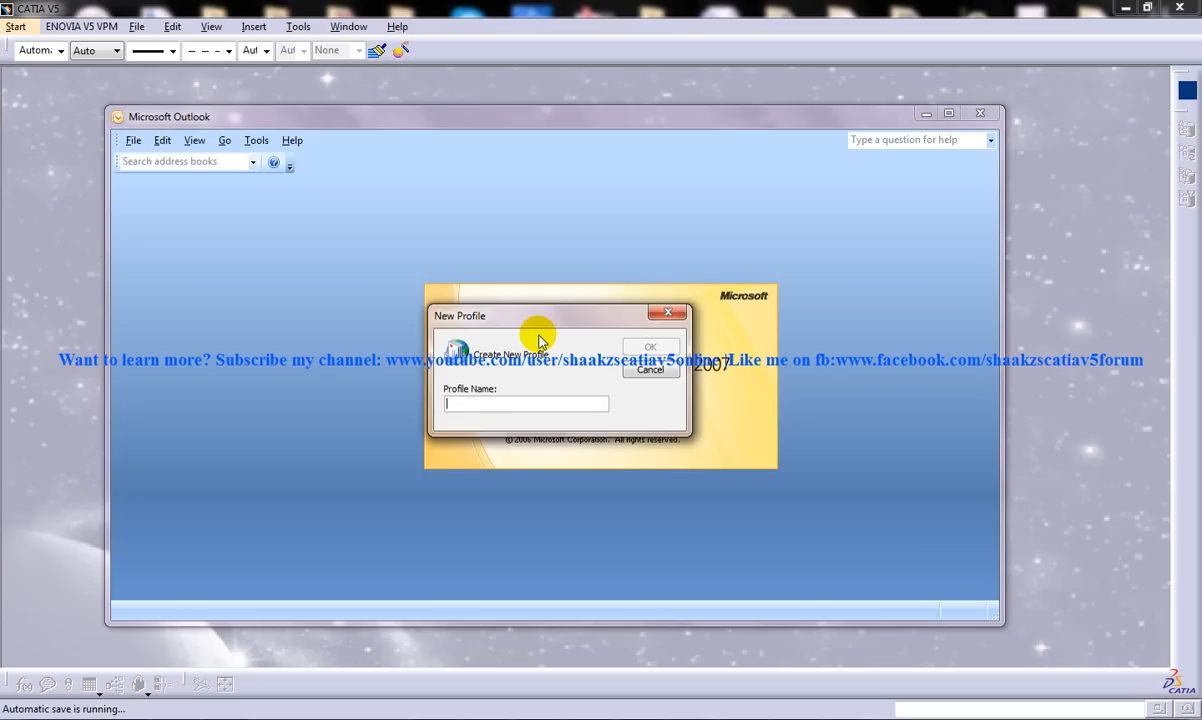 CATIA V5
Start ENOVIA V5 VPM File Edit View Insert Tools Window Help
Automa Auto Aut Aut None
Microsoft Outlook
File Edit View Go Tools Help
Type a question for help
Search address books
Microsoft
New Profile
Create New Profile
OK
Want to learn more? Subscribe my channel: www.youtube.com/user/shaakzscatiav5online /Like me on fb:www.facebook.com/shaakzscatiav5forum
2007
Cancel
Profile Name:
© 2006 Microsoft Corporation. All rights reserved.
CATIA
Automatic save is running...